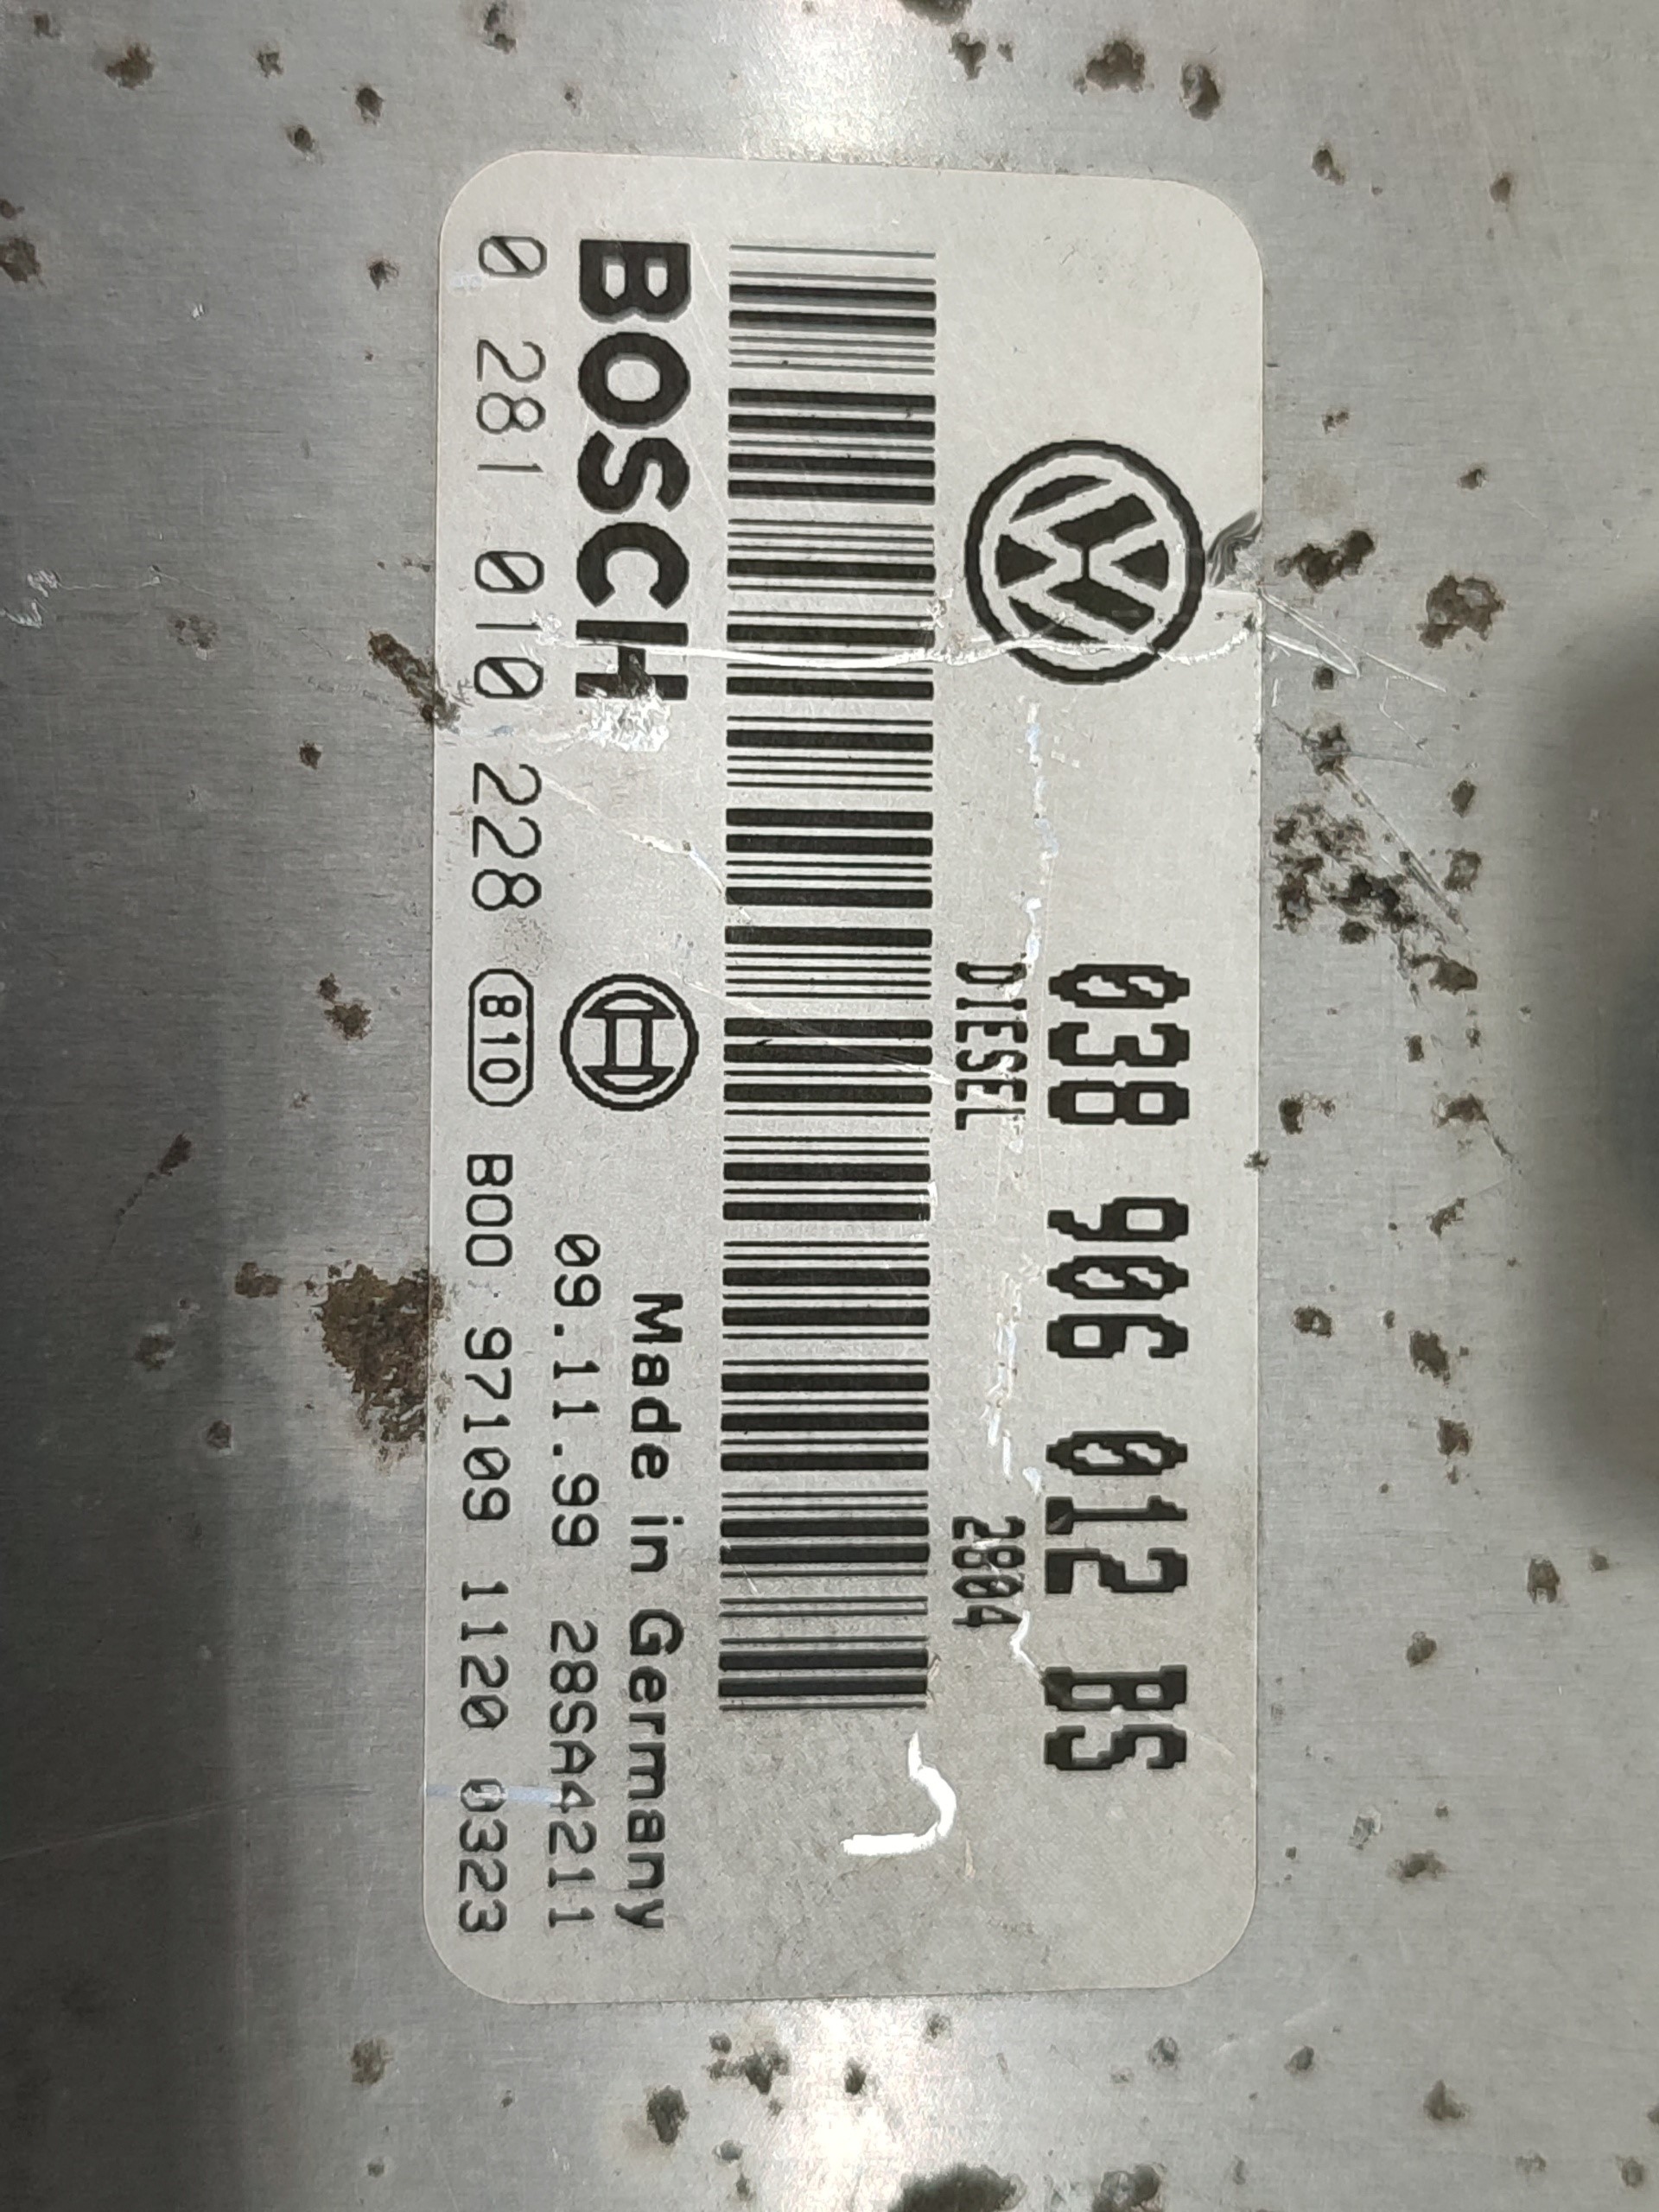 038 906 012 BS
DIESEL 2804
BOSCH Made in Germany
09.11.99 28SA4211
0 281 010 228 810 B00 97109 1120 0323